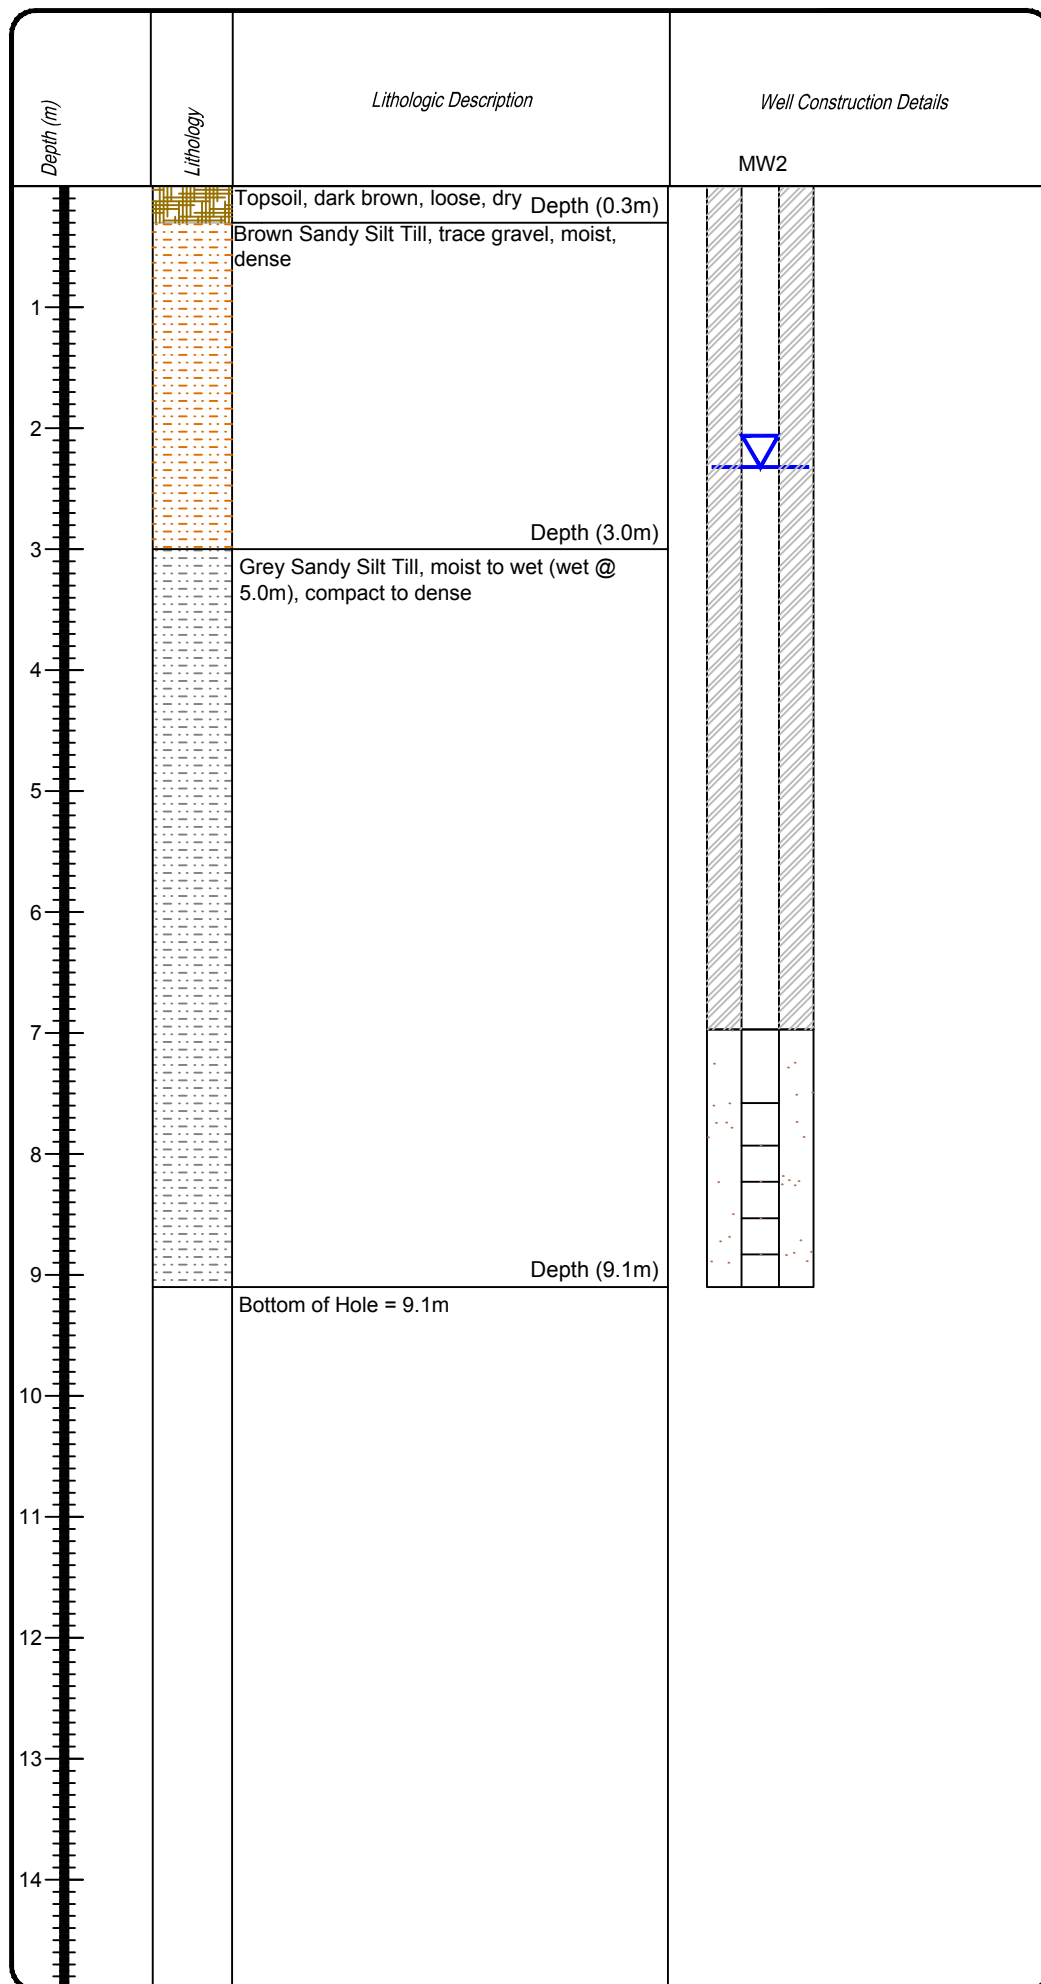 Depth (m)
Lithology
Lithologic Description
Well Construction Details
MW2
Topsoil, dark brown, loose, dry
Depth (0.3m)
Brown Sandy Silt Till, trace gravel, moist,
dense
1
2
Depth (3.0m)
3
Grey Sandy Silt Till, moist to wet (wet @
5.0m), compact to dense
4
5
6
7
8
Depth (9.1m)
9
Bottom of Hole = 9.1m
10
11
12
13
14